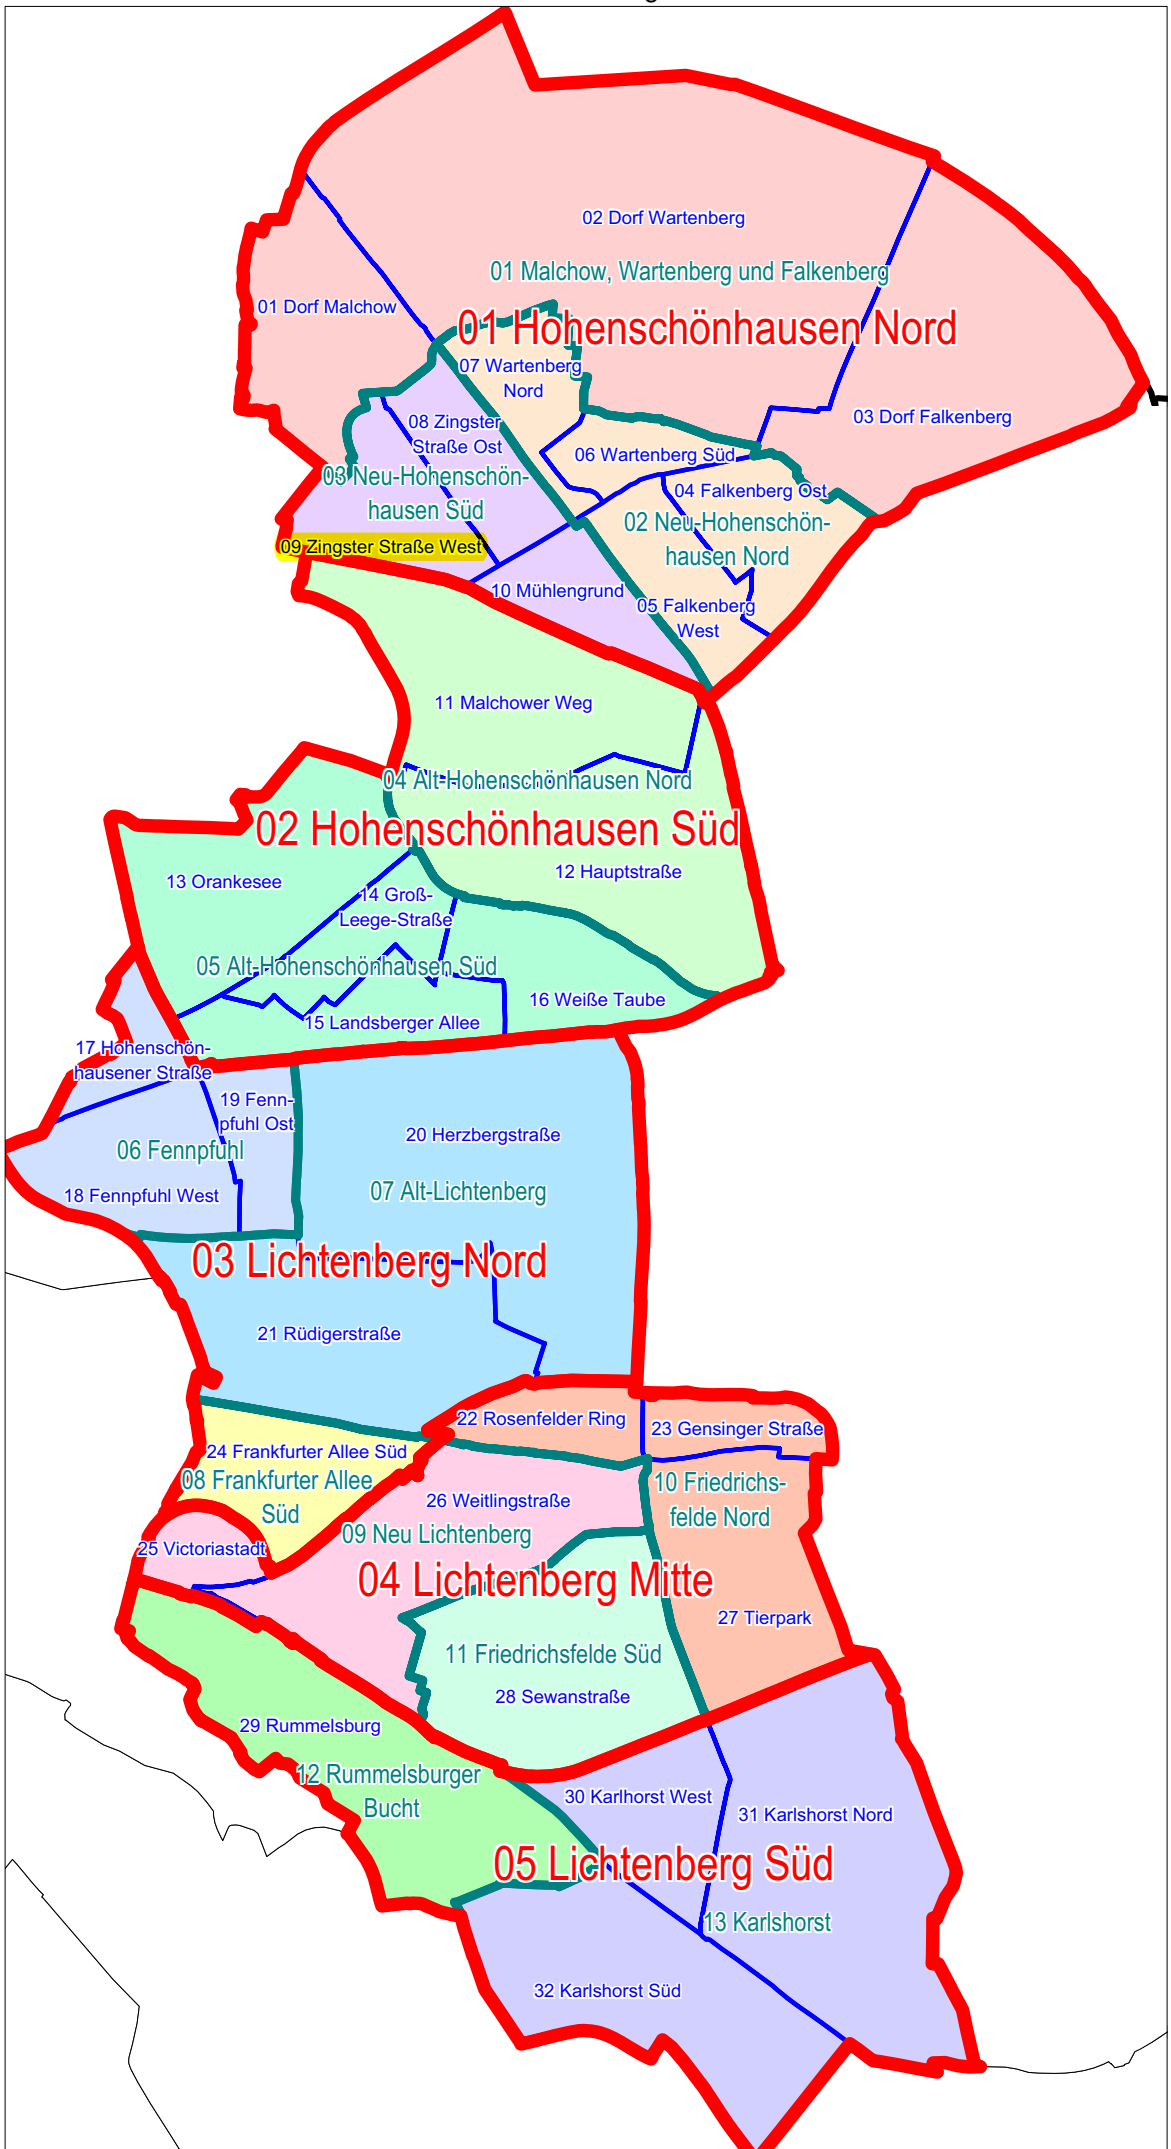 02 Dorf Wartenberg
01 Malchow, Wartenberg und Falkenberg
01 Dorf Malchow
01 Hohenschönhausen Nord
07 Wartenberg
Nord
03 Dorf Falkenberg
08 Zingster
Straße Ost
06 Wartenberg Süd
03 Neu-Hohenschön-
hausen Süd
04 Falkenberg Ost
02 Neu-Hohenschön-
hausen Nord
09 Zingster Straße West
10 Mühlengrund
05 Falkenberg
West
11 Malchower Weg
04 Alt-Hohenschönhausen Nord
02 Hohenschönhausen Süd
12 Hauptstraße
13 Orankesee
14 Groß-
Leege-Straße
05 Alt-Hohenschönhausen Süd
16 Weiße Taube
15 Landsberger Allee
17 Hohenschön-
hausener Straße
19 Fenn-
pfuhl Ost
20 Herzbergstraße
06 Fennpfuhl
18 Fennpfuhl West
07 Alt-Lichtenberg
03 Lichtenberg Nord
21 Rüdigerstraße
22 Rosenfelder Ring
23 Gensinger Straße
24 Frankfurter Allee Süd
08 Frankfurter Allee
Süd
10 Friedrichs-
felde Nord
26 Weitlingstraße
09 Neu Lichtenberg
25 Victoriastadt
04 Lichtenberg Mitte
27 Tierpark
11 Friedrichsfelde Süd
28 Sewanstraße
29 Rummelsburg
12 Rummelsburger
Bucht
30 Karlhorst West
31 Karlshorst Nord
05 Lichtenberg Süd
13 Karlshorst
32 Karlshorst Süd